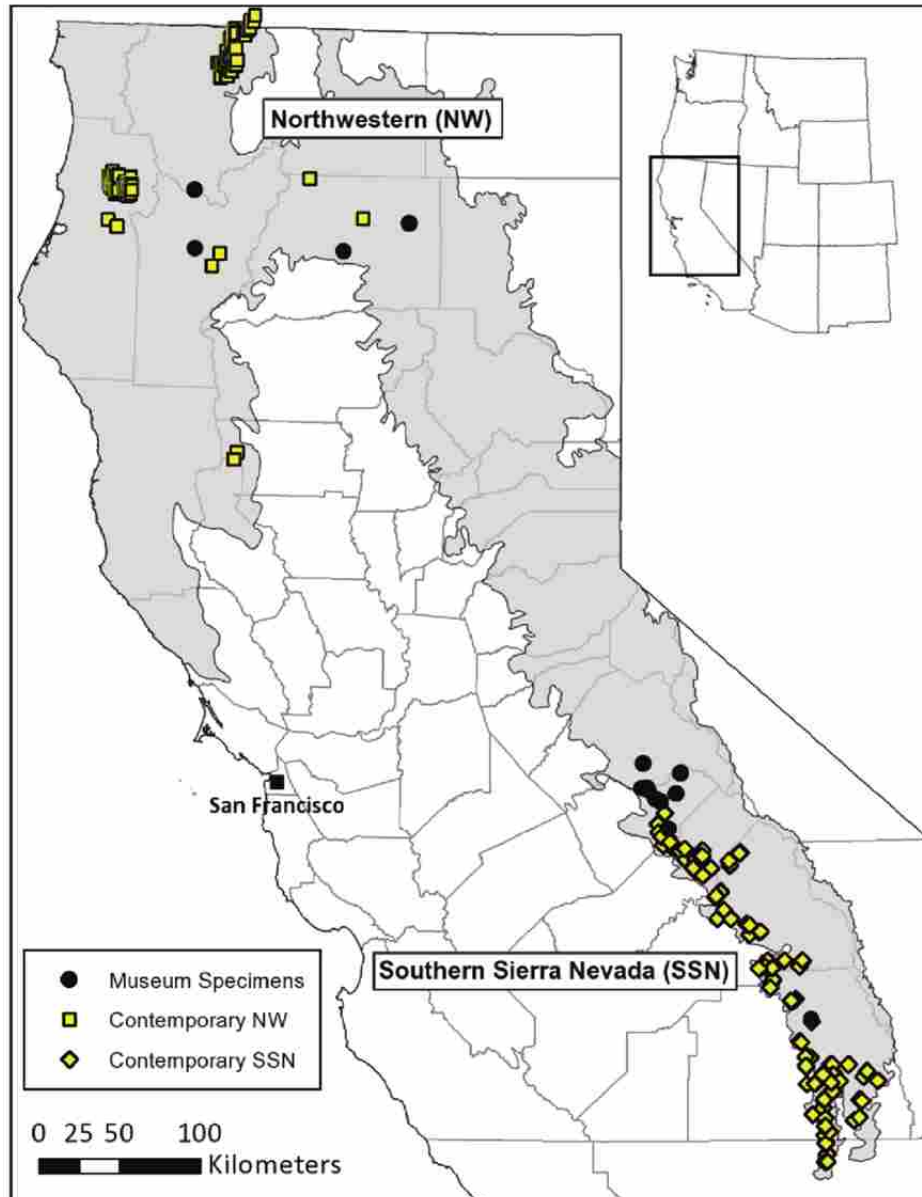 Northwestern (NW)
San Francisco
Southern Sierra Nevada (SSN)
Museum Specimens
Contemporary NW
Contemporary SSN
0 25 50 100
Kilometers